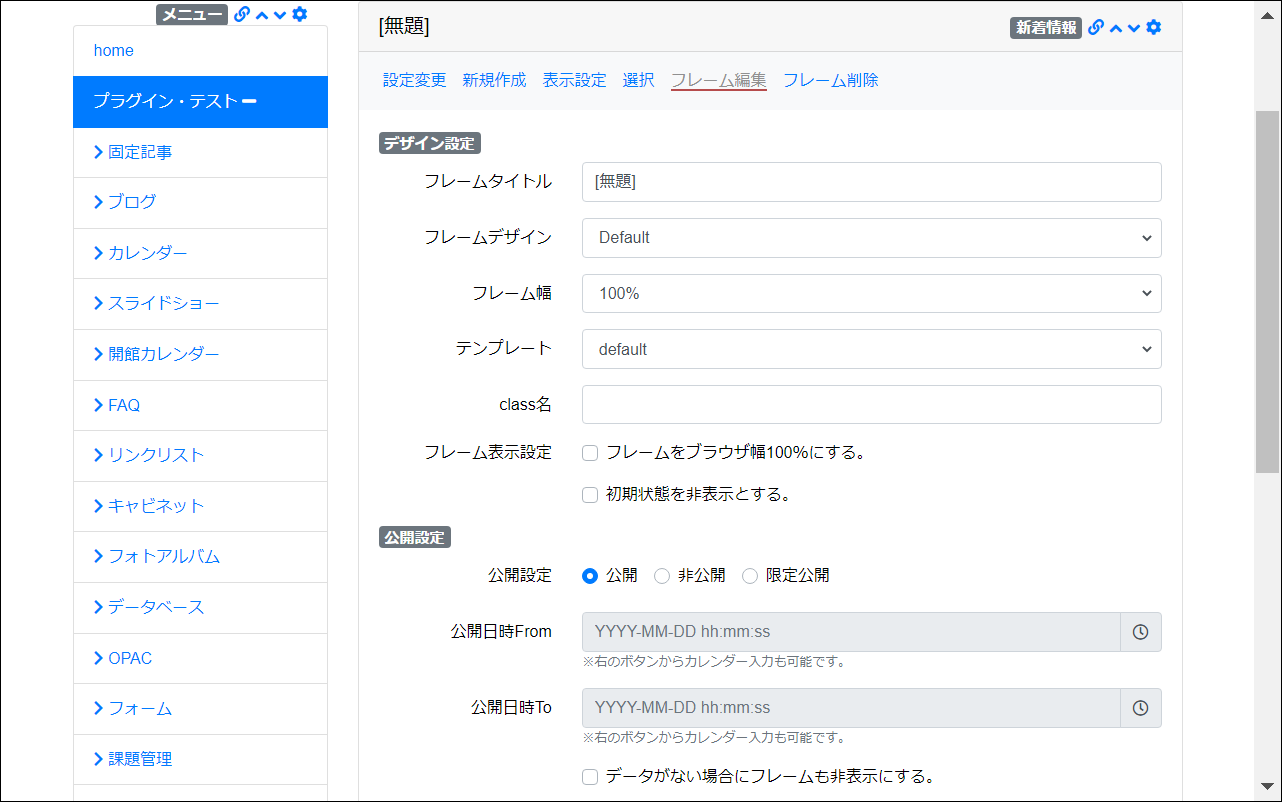 メニュー
home
プラグイン・テスト
固定記事
ブログ
カレンダー
スライドショー
開館カレンダー
FAQ
リンクリスト
キャビネット
フォトアルバム
データベース
OPAC
フォーム
課題管理
[無題]
新着情報
設定変更 新規作成 表示設定 選択 フレーム編集 フレーム削除
デザイン設定
フレームタイトル [無題]
フレームデザイン Default
フレーム幅 100%
テンプレート default
class名
フレーム表示設定 フレームをブラウザ幅100%にする。
初期状態を非表示とする。
公開設定
公開設定 公開 非公開 限定公開
公開日時From YYYY-MM-DD hh:mm:ss
※右のボタンからカレンダー入力も可能です。
公開日時To YYYY-MM-DD hh:mm:ss
※右のボタンからカレンダー入力も可能です。
データがない場合にフレームも非表示にする。